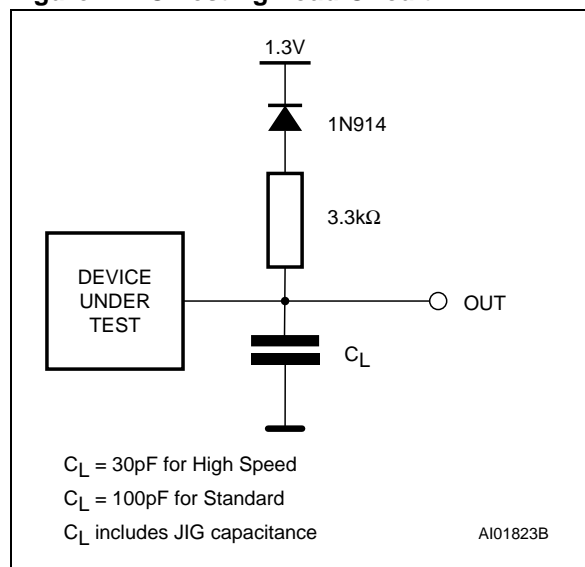 1.3V
1N914
3.3kΩ
DEVICE
UNDER
TEST
OUT
CL
CL = 30pF for High Speed
CL = 100pF for Standard
CL includes JIG capacitance
AI01823B